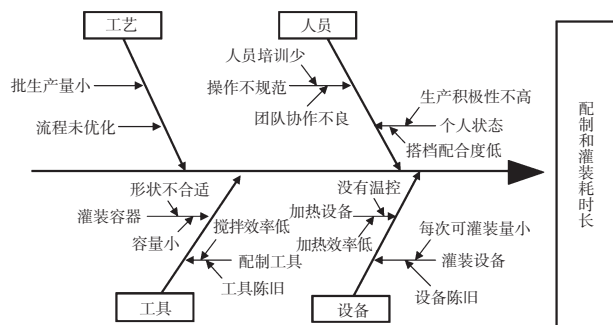 工艺
人员
批生产量小
流程未优化
人员培训少
操作不规范
团队协作不良
生产积极性不高
个人状态
搭档配合度低
配制和灌装耗时长
形状不合适
灌装容器
容量小
搅拌效率低
配制工具
工具陈旧
没有温控
加热设备
加热效率低
每次可灌装量小
灌装设备
设备陈旧
工具
设备